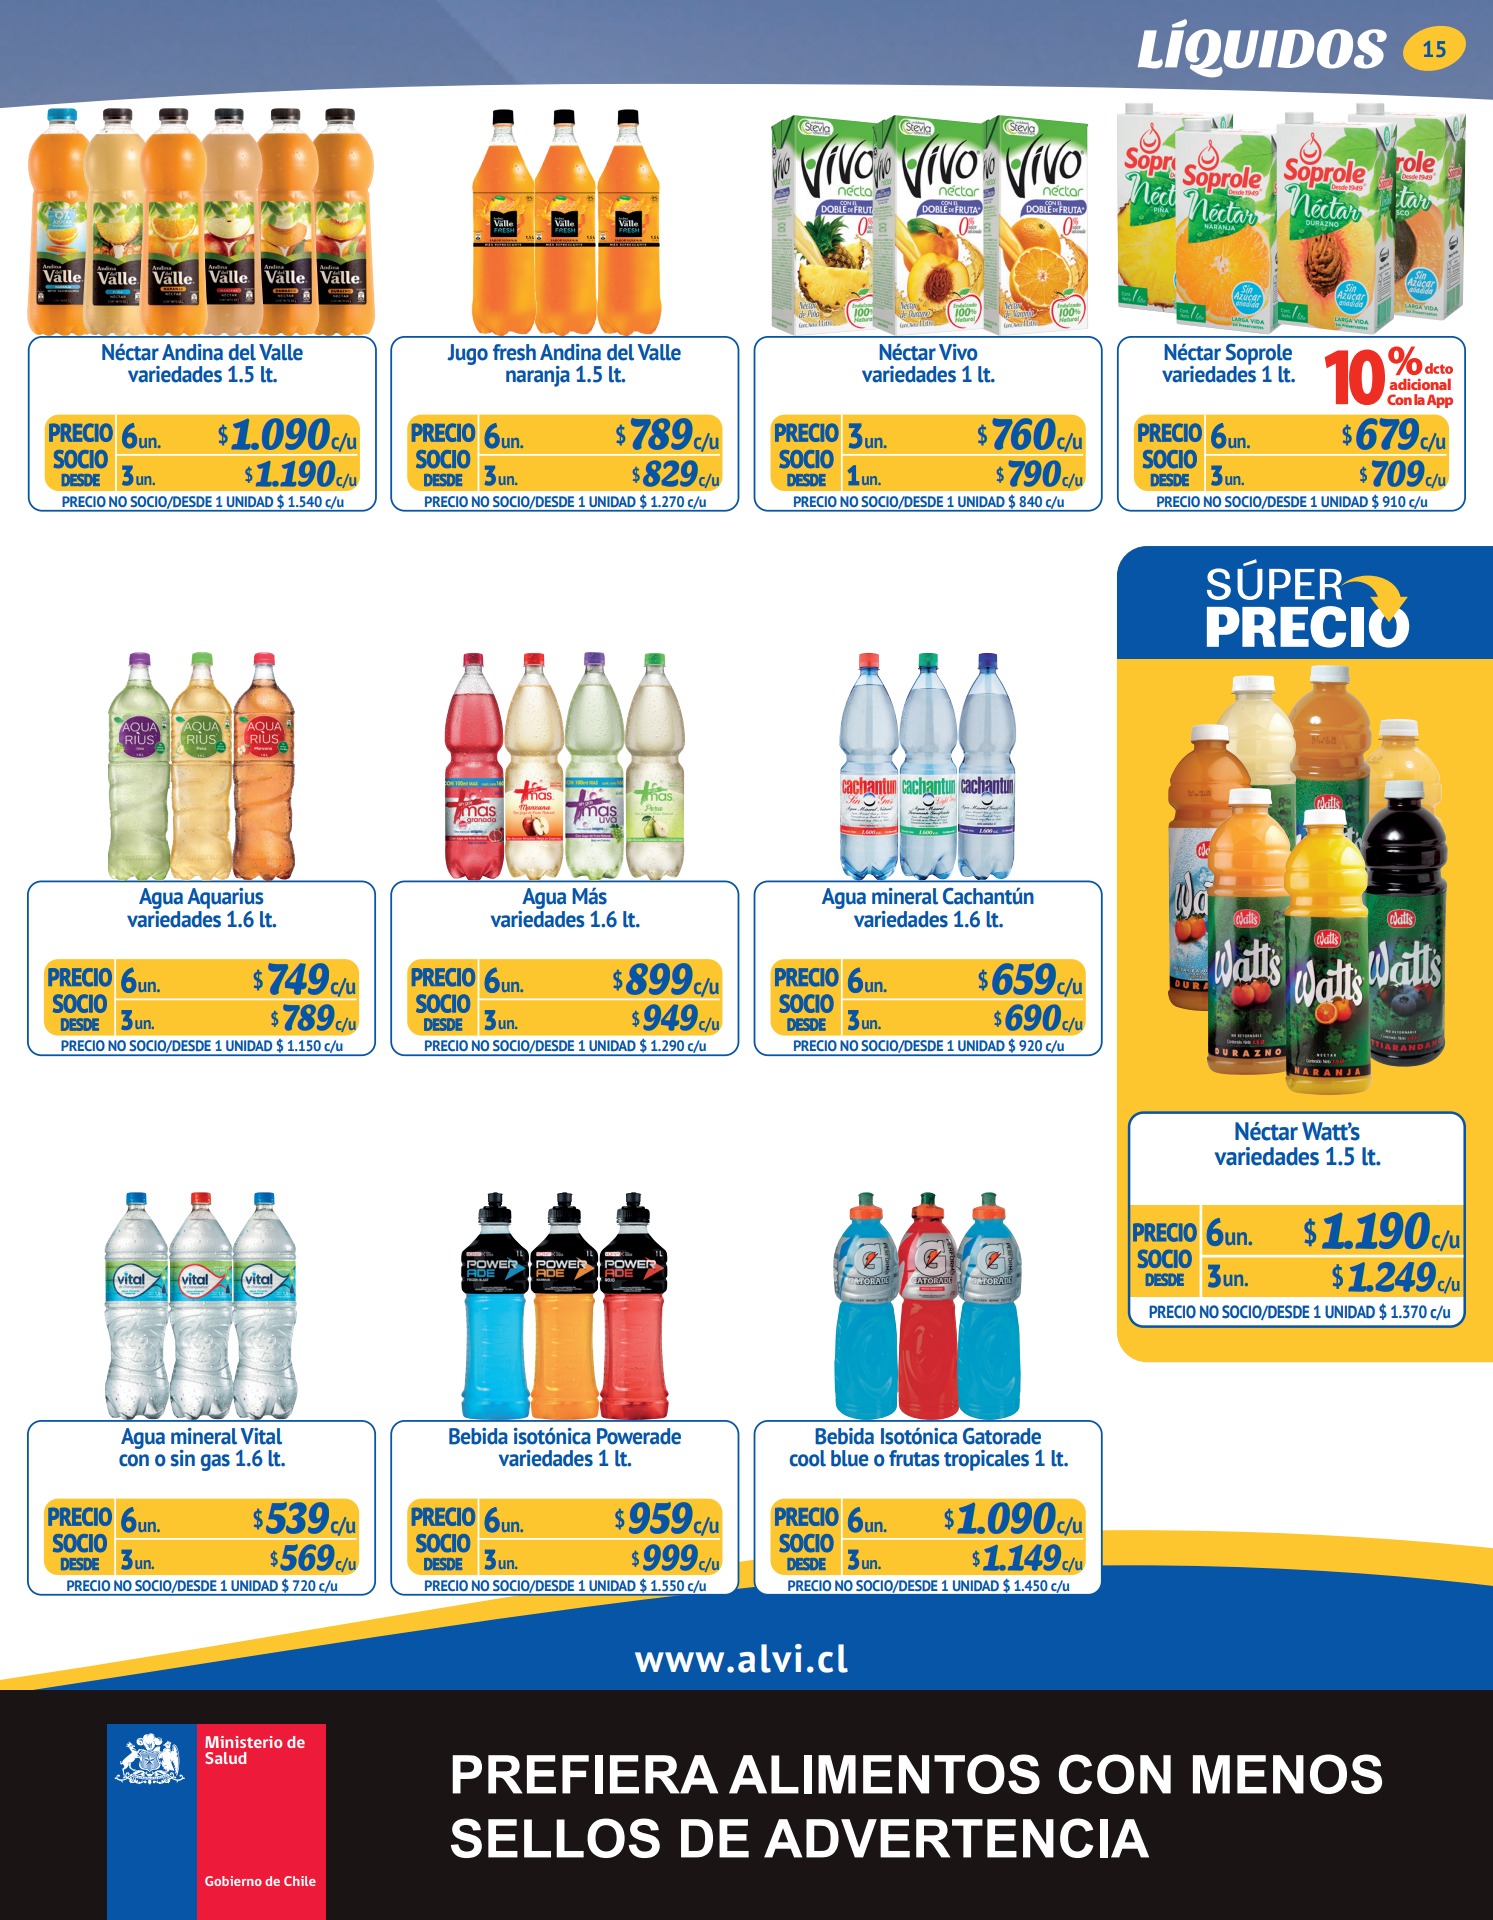 LÍQUIDOS 15
Néctar Andina del Valle
variedades 1.5 lt.
PRECIO SOCIO DESDE
6un. $1.090c/u
3un. $1.190c/u
PRECIO NO SOCIO/DESDE 1 UNIDAD $ 1.540 c/u
Jugo fresh Andina del Valle
naranja 1.5 lt.
PRECIO SOCIO DESDE
6un. $789c/u
3un. $829c/u
PRECIO NO SOCIO/DESDE 1 UNIDAD $ 1.270 c/u
Néctar Vivo
variedades 1 lt.
PRECIO SOCIO DESDE
3un. $760c/u
1un. $790c/u
PRECIO NO SOCIO/DESDE 1 UNIDAD $ 840 c/u
Néctar Soprole
variedades 1 lt.
10% dcto
adicional
Con la App
PRECIO SOCIO DESDE
6un. $679c/u
3un. $709c/u
PRECIO NO SOCIO/DESDE 1 UNIDAD $ 910 c/u
Agua Aquarius
variedades 1.6 lt.
PRECIO SOCIO DESDE
6un. $749c/u
3un. $789c/u
PRECIO NO SOCIO/DESDE 1 UNIDAD $ 1.150 c/u
Agua Más
variedades 1.6 lt.
PRECIO SOCIO DESDE
6un. $899c/u
3un. $949c/u
PRECIO NO SOCIO/DESDE 1 UNIDAD $ 1.290 c/u
Agua mineral Cachantún
variedades 1.6 lt.
PRECIO SOCIO DESDE
6un. $659c/u
3un. $690c/u
PRECIO NO SOCIO/DESDE 1 UNIDAD $ 920 c/u
SÚPER
PRECIO
Watt's
DURAZNO
NARANJA
Néctar Watt's
variedades 1.5 lt.
PRECIO SOCIO DESDE
6un. $1.190c/u
3un. $1.249c/u
PRECIO NO SOCIO/DESDE 1 UNIDAD $ 1.370 c/u
Agua mineral Vital
con o sin gas 1.6 lt.
PRECIO SOCIO DESDE
6un. $539c/u
3un. $569c/u
PRECIO NO SOCIO/DESDE 1 UNIDAD $ 720 c/u
Bebida isotónica Powerade
variedades 1 lt.
PRECIO SOCIO DESDE
6un. $959c/u
3un. $999c/u
PRECIO NO SOCIO/DESDE 1 UNIDAD $ 1.550 c/u
Bebida Isotónica Gatorade
cool blue o frutas tropicales 1 lt.
PRECIO SOCIO DESDE
6un. $1.090c/u
3un. $1.149c/u
PRECIO NO SOCIO/DESDE 1 UNIDAD $ 1.450 c/u
www.alvi.cl
Ministerio de
Salud
Gobierno de Chile
PREFIERA ALIMENTOS CON MENOS
SELLOS DE ADVERTENCIA